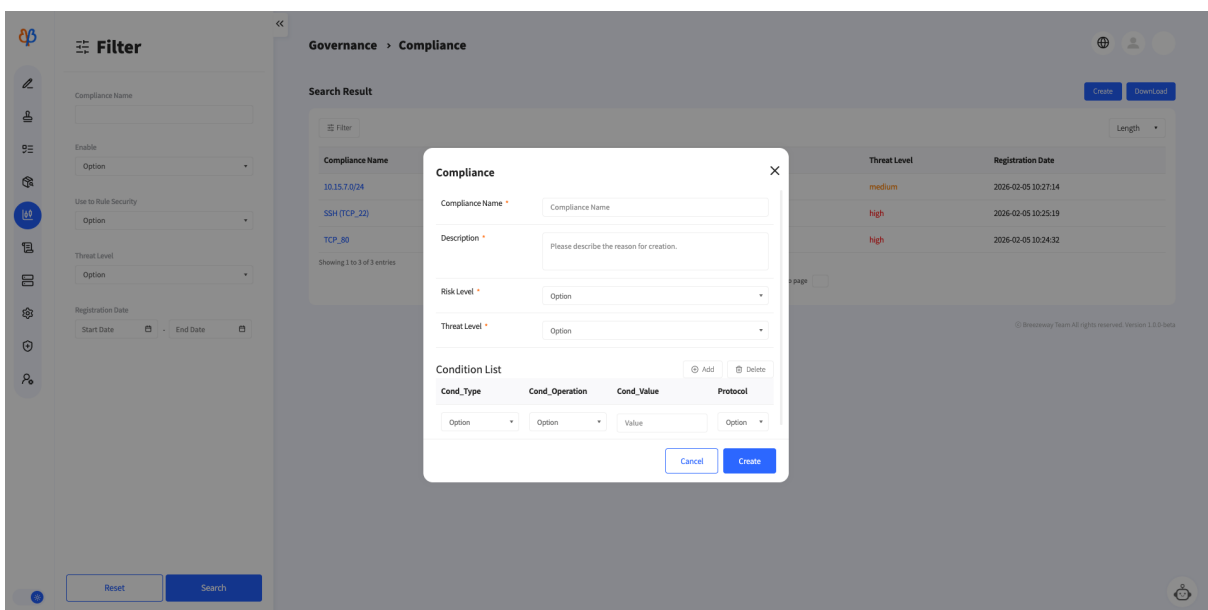 Filter
Compliance Name
Enable
Option
Use to Rule Security
Option
Threat Level
Option
Registration Date
Start Date - End Date
Reset Search
Governance > Compliance
Search Result
Create DownLoad
Filter
Length
Compliance Name Threat Level Registration Date
10.15.7.0/24 medium 2026-02-05 10:27:14
SSH (TCP_22) high 2026-02-05 10:25:19
TCP_80 high 2026-02-05 10:24:32
Showing 1 to 3 of 3 entries
page
Compliance
Compliance Name * Compliance Name
Description * Please describe the reason for creation.
Risk Level * Option
Threat Level * Option
Condition List Add Delete
Cond_Type Cond_Operation Cond_Value Protocol
Option Option Value Option
Cancel Create
Team All rights reserved. Version 1.0.0 beta